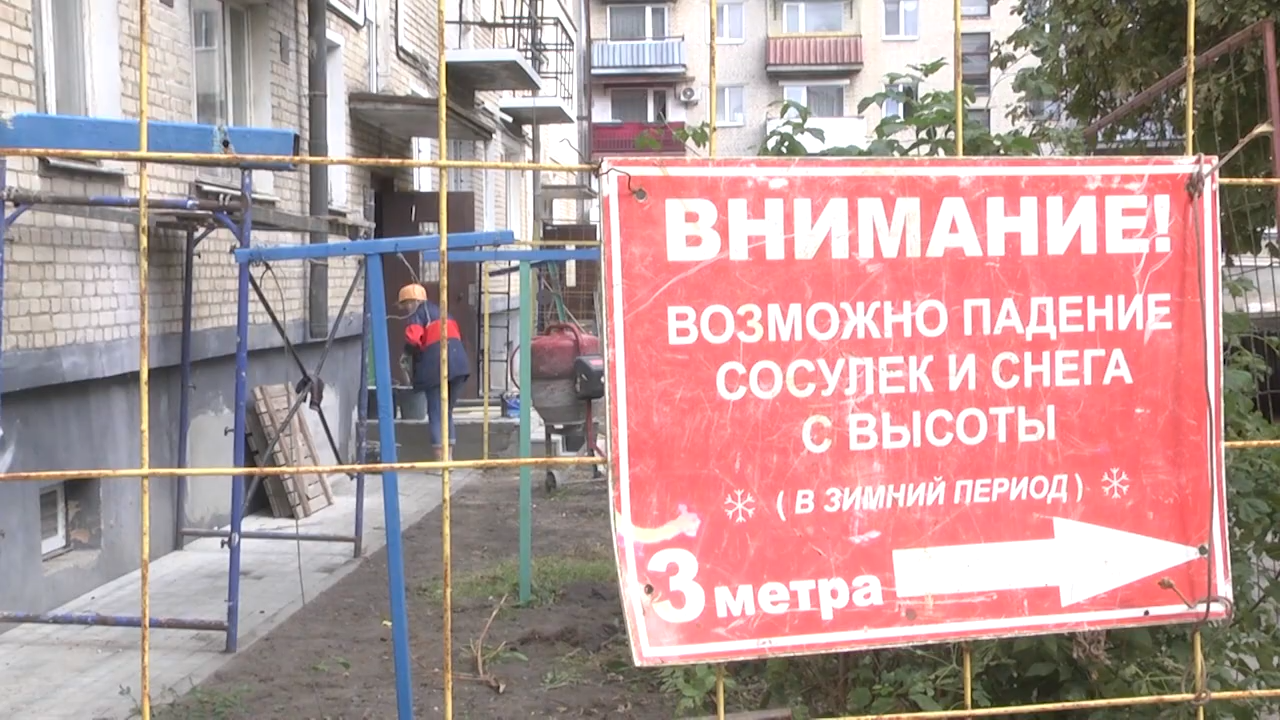 ВНИМАНИЕ!
ВОЗМОЖНО ПАДЕНИЕ
СОСУЛЕК И СНЕГА
С ВЫСОТЫ
( В ЗИМНИЙ ПЕРИОД )
3 метра